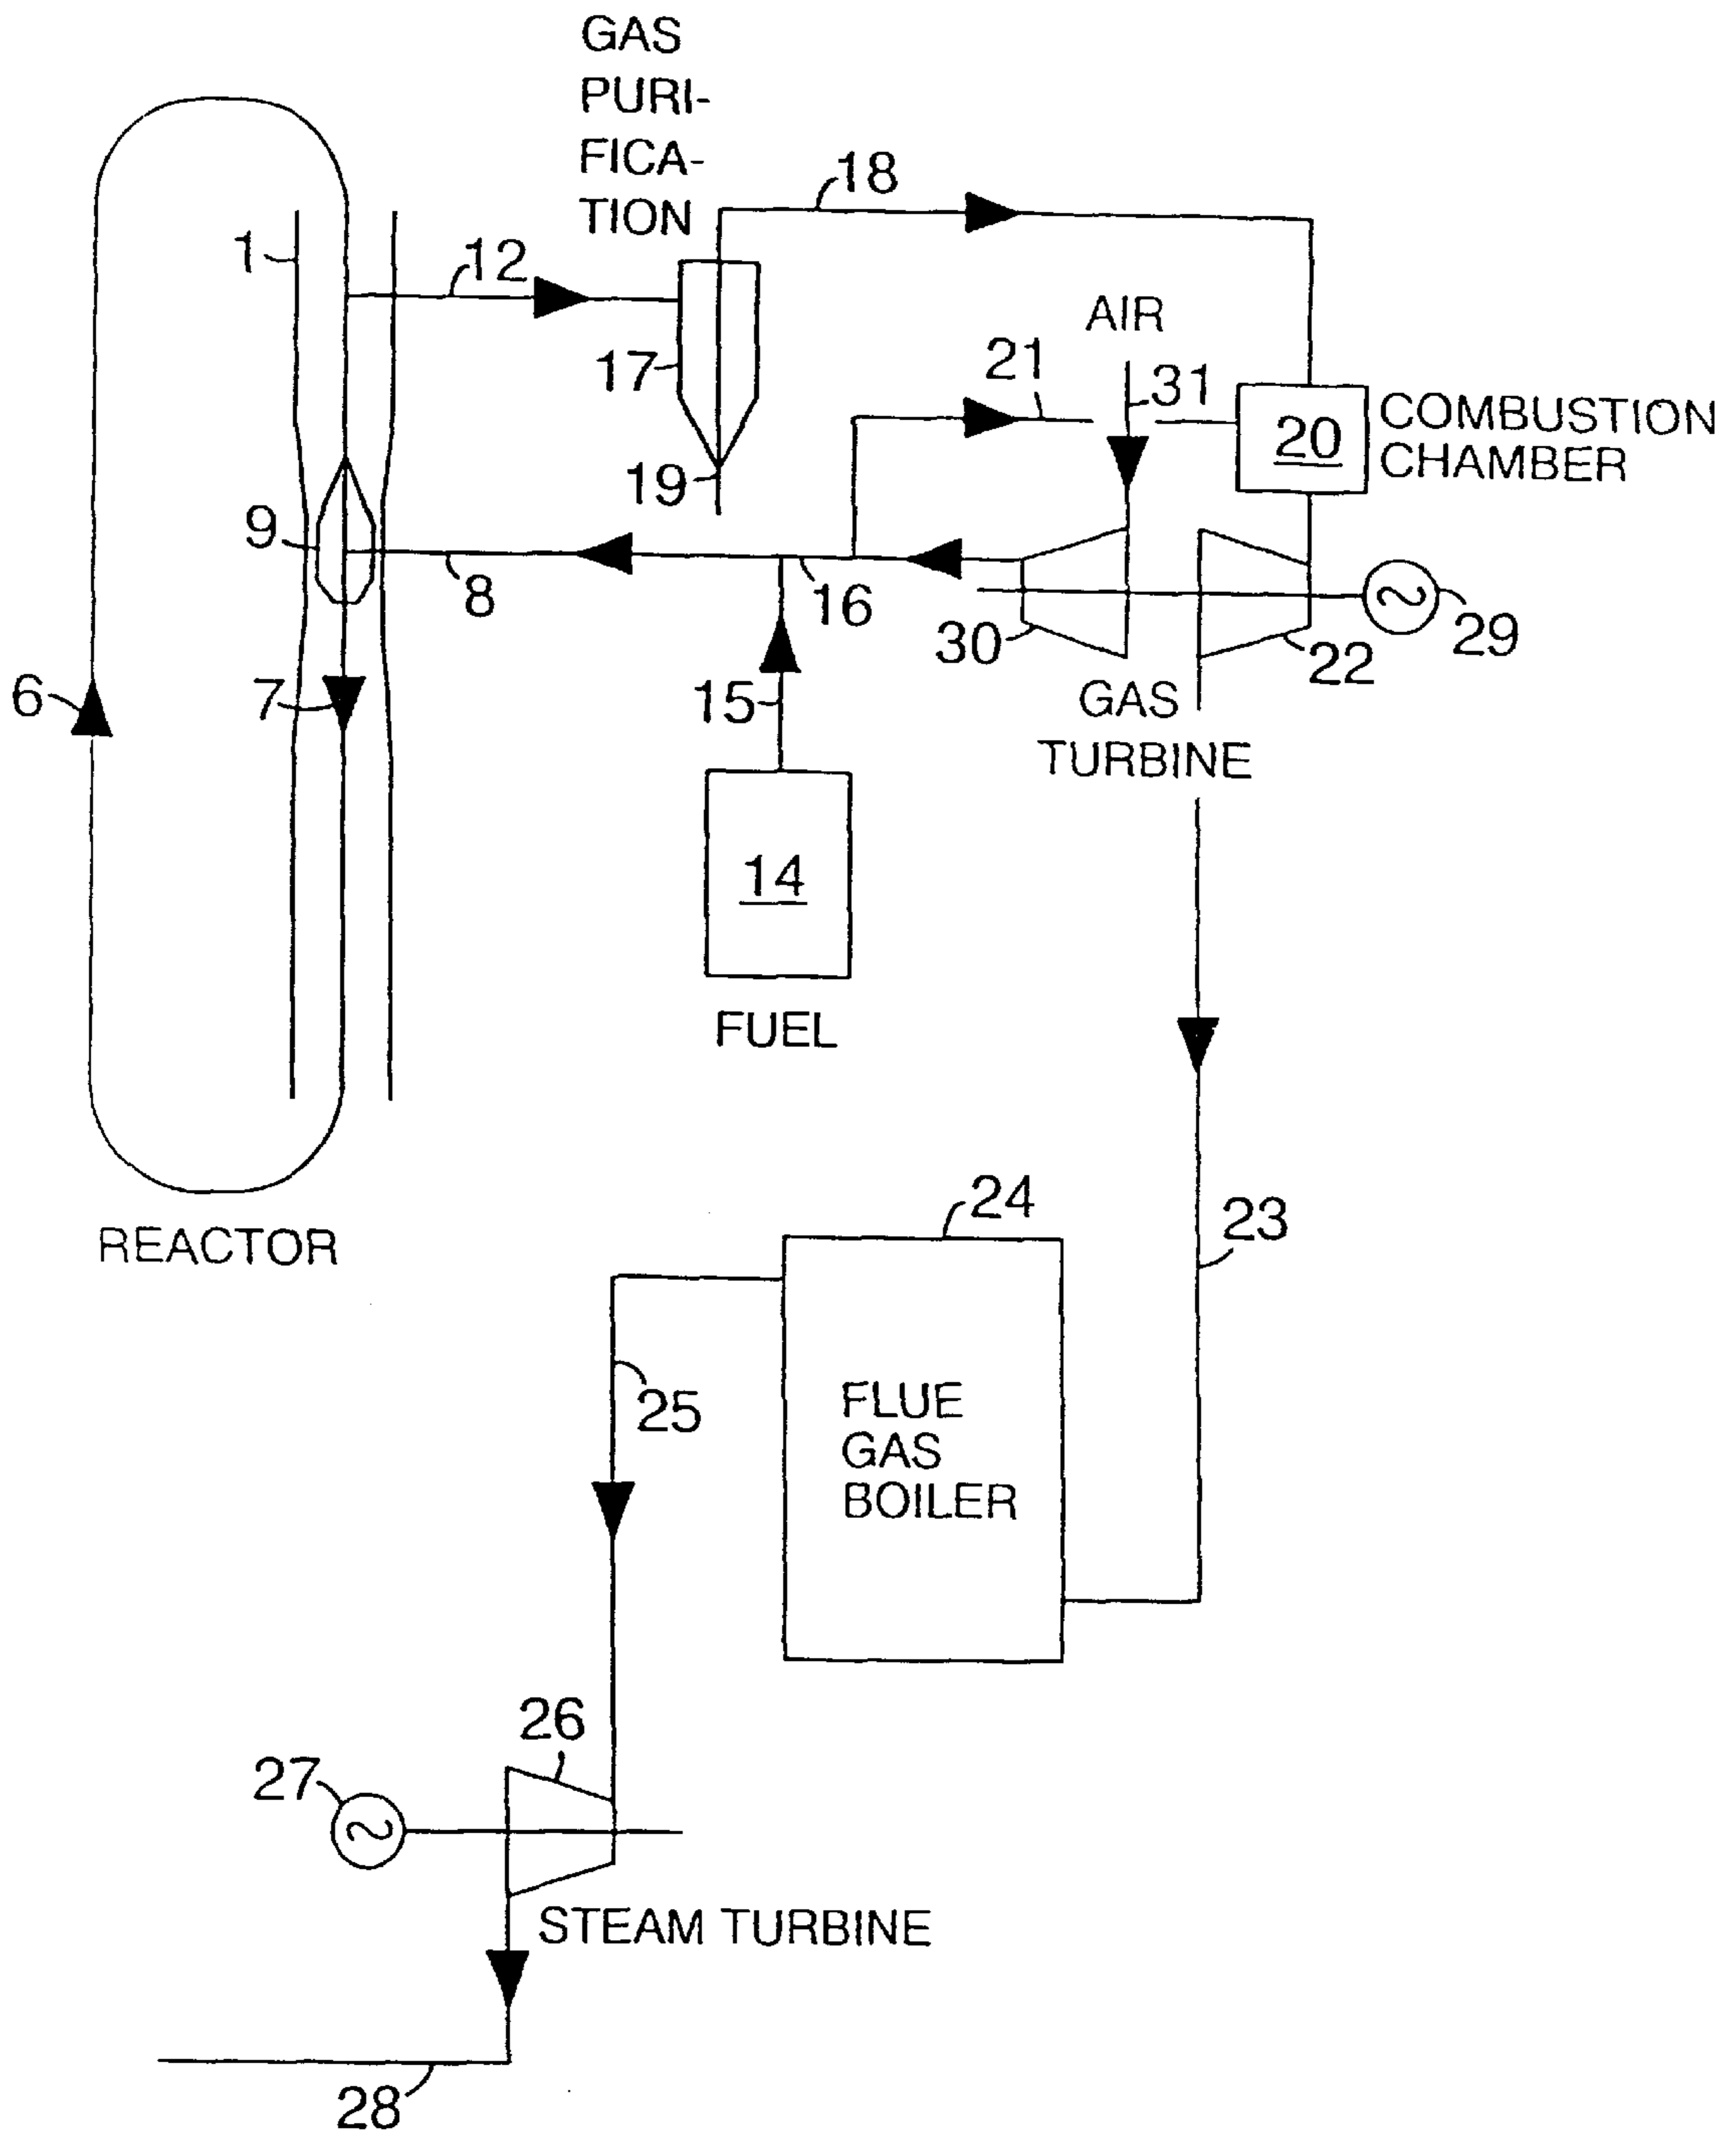 GAS
PURI-
FICA-
TION
18
1
12
AIR
17
21
31
20
COMBUSTION
CHAMBER
19
9
8
16
30
29
22
6
7
15
GAS
TURBINE
14
FUEL
24
23
REACTOR
25
FLUE
GAS
BOILER
26
27
STEAM TURBINE
28